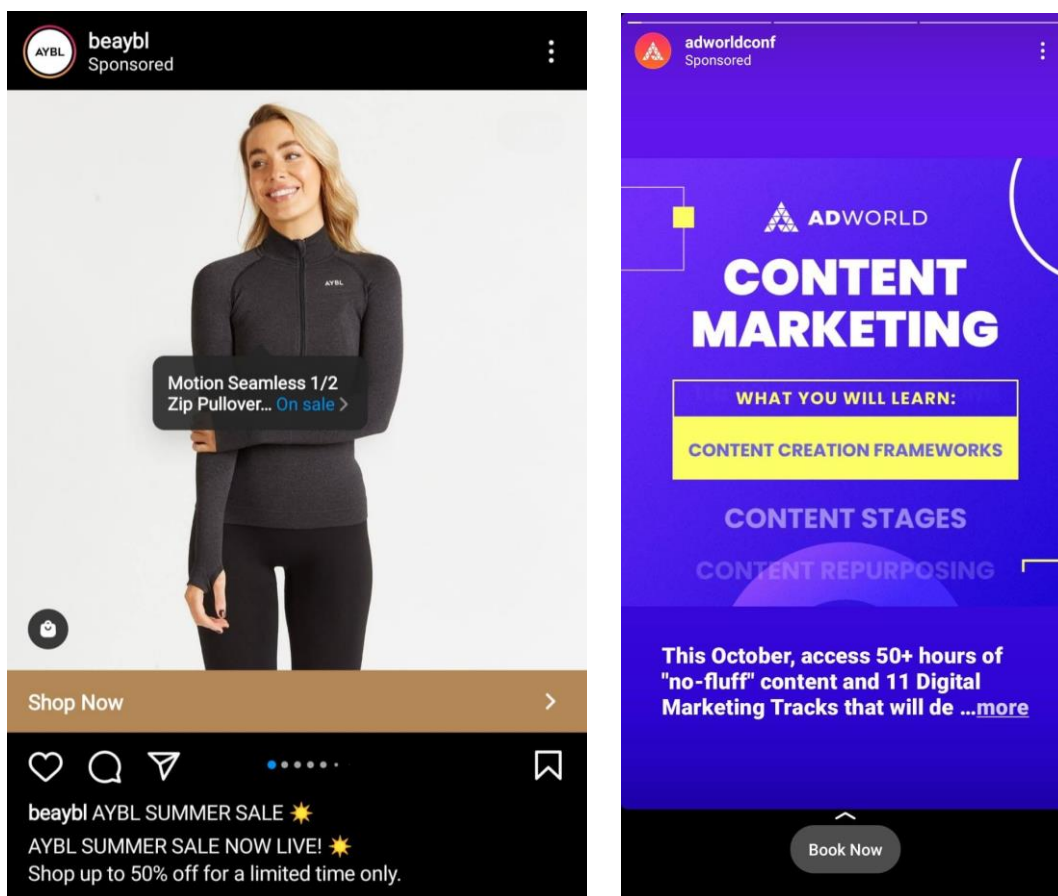 AYBL
beaybl
Sponsored
AYBL
Motion Seamless 1/2
Zip Pullover... On sale >
Shop Now
beaybl AYBL SUMMER SALE ☀️
AYBL SUMMER SALE NOW LIVE! ☀️
Shop up to 50% off for a limited time only.
adworldconf
Sponsored
ADWORLD
CONTENT
MARKETING
WHAT YOU WILL LEARN:
CONTENT CREATION FRAMEWORKS
CONTENT STAGES
CONTENT REPURPOSING
This October, access 50+ hours of
"no-fluff" content and 11 Digital
Marketing Tracks that will de ...more
Book Now